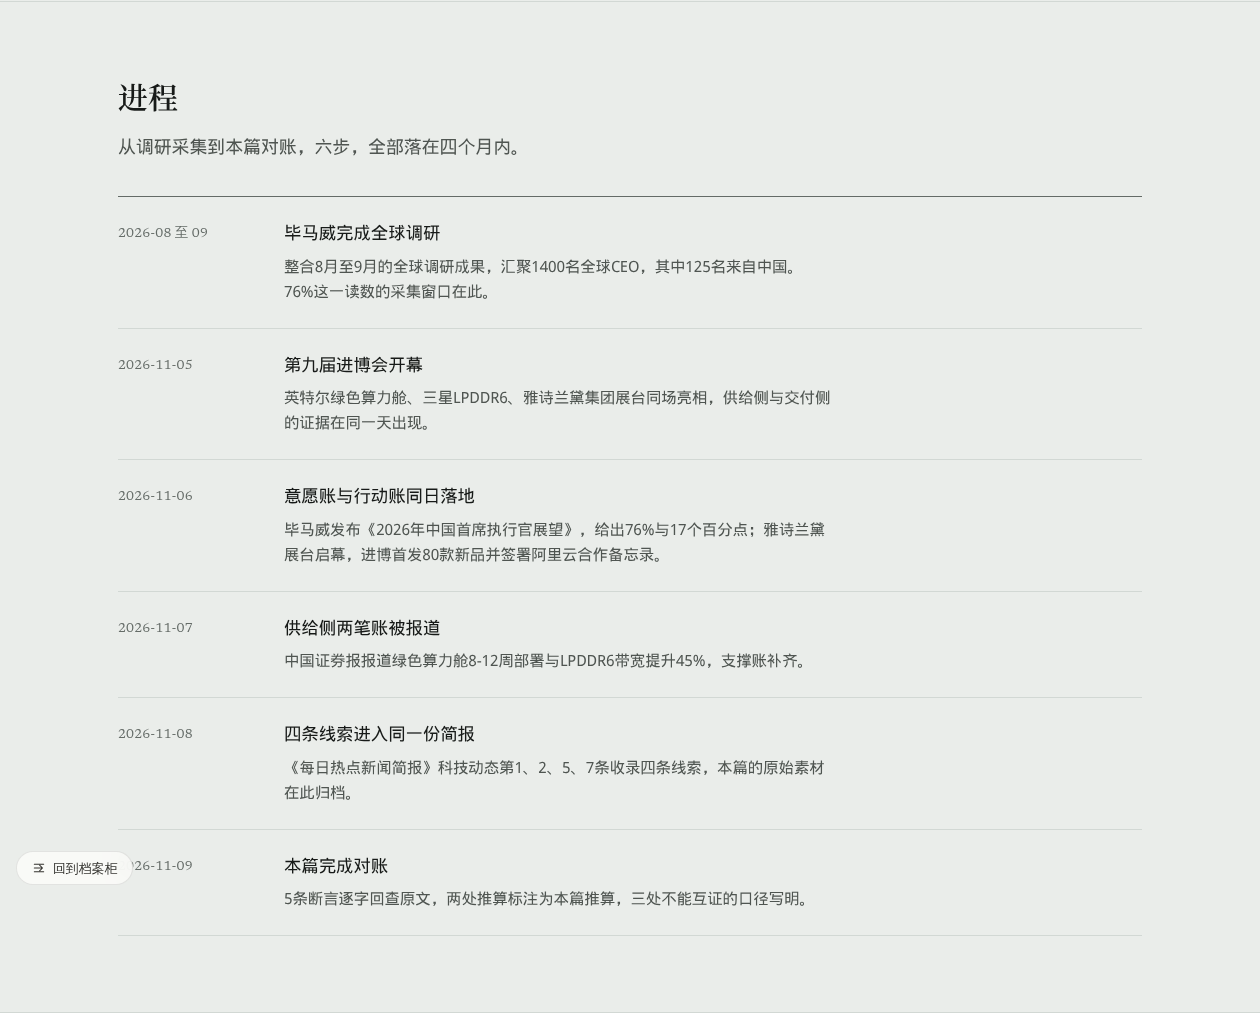 进程
从调研采集到本篇对账，六步，全部落在四个月内。
2026-08 至 09
毕马威完成全球调研
整合8月至9月的全球调研成果，汇聚1400名全球CEO，其中125名来自中国。
76%这一读数的采集窗口在此。
2026-11-05
第九届进博会开幕
英特尔绿色算力舱、三星LPDDR6、雅诗兰黛集团展台同场亮相，供给侧与交付侧
的证据在同一天出现。
2026-11-06
意愿账与行动账同日落地
毕马威发布《2026年中国首席执行官展望》，给出76%与17个百分点；雅诗兰黛
展台启幕，进博首发80款新品并签署阿里云合作备忘录。
2026-11-07
供给侧两笔账被报道
中国证券报报道绿色算力舱8-12周部署与LPDDR6带宽提升45%，支撑账补齐。
2026-11-08
四条线索进入同一份简报
《每日热点新闻简报》科技动态第1、2、5、7条收录四条线索，本篇的原始素材
在此归档。
回到档案柜
26-11-09
本篇完成对账
5条断言逐字回查原文，两处推算标注为本篇推算，三处不能互证的口径写明。